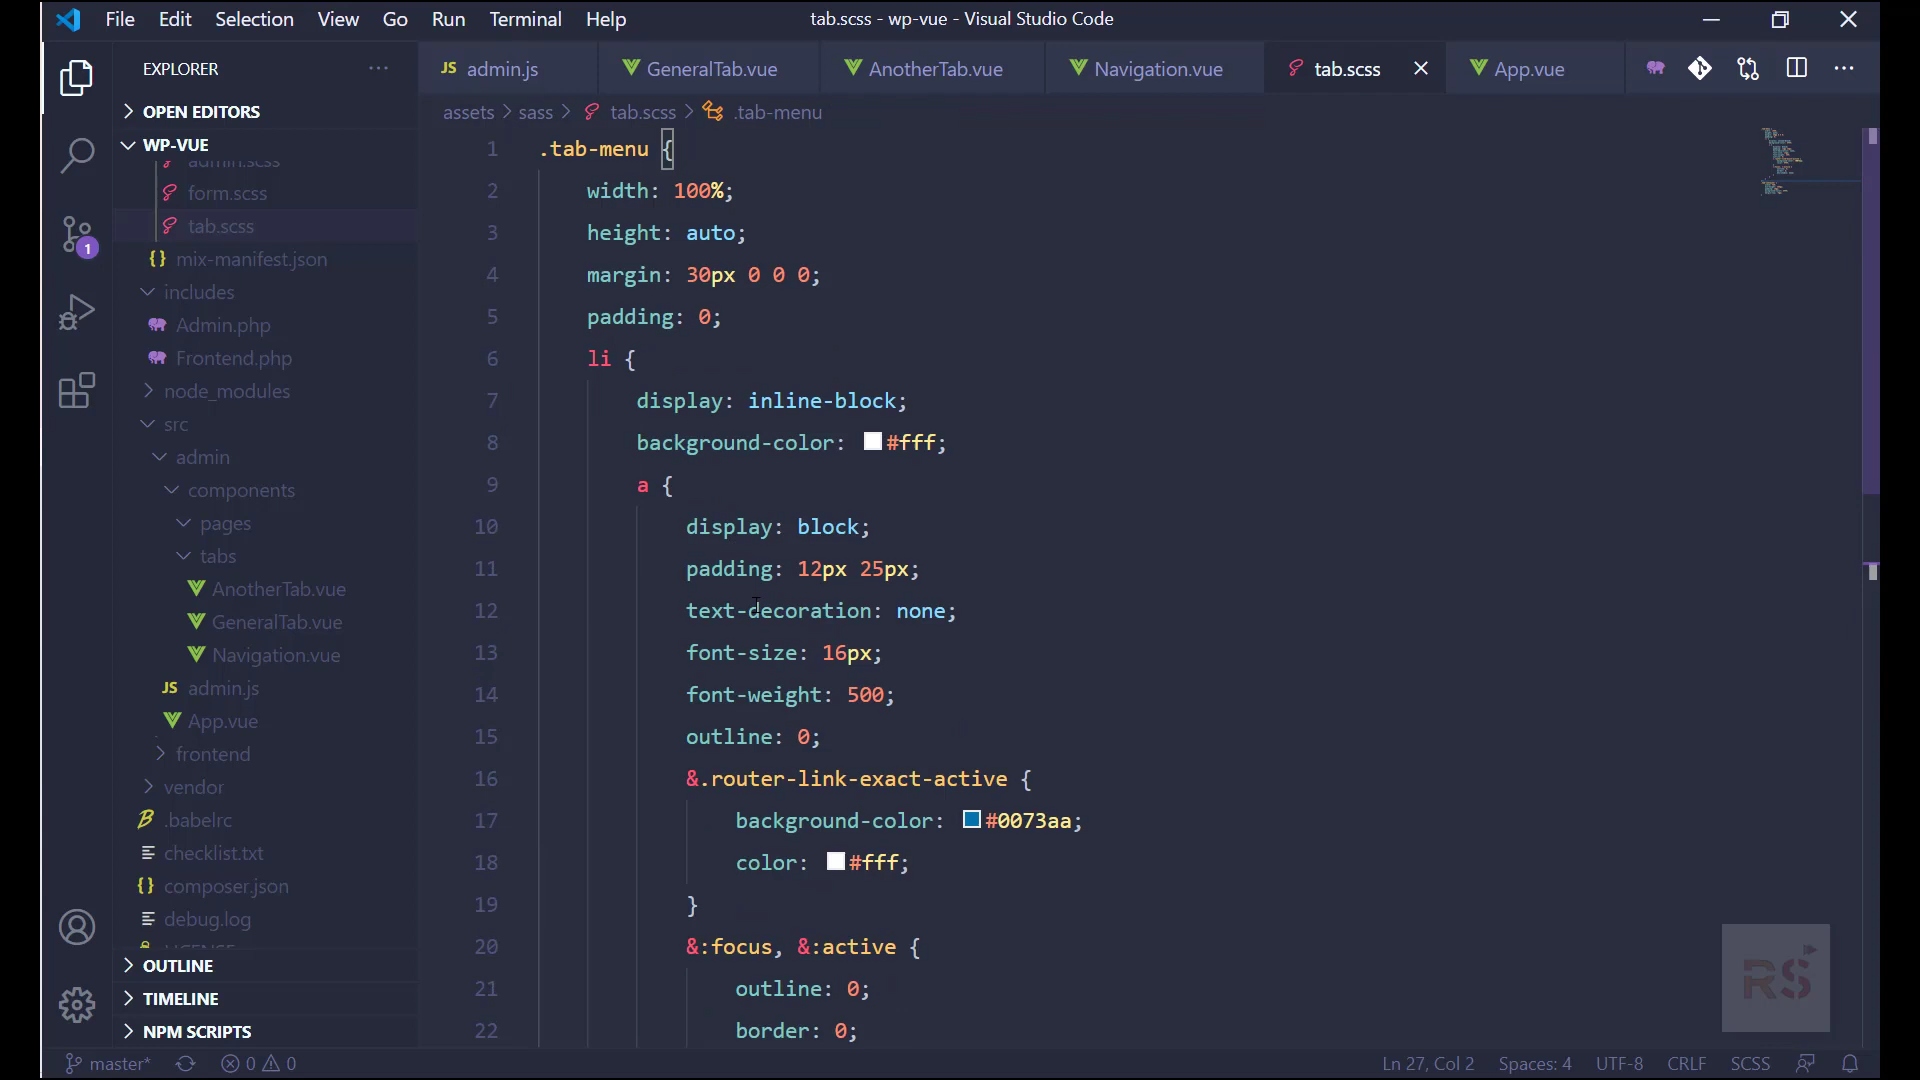 File Edit Selection View Go Run Terminal Help
tab.scss - wp-vue - Visual Studio Code
EXPLORER
JS admin.js
GeneralTab.vue
AnotherTab.vue
Navigation.vue
tab.scss
App.vue
OPEN EDITORS
WP-VUE
admin.scss
form.scss
tab.scss
{} mix-manifest.json
includes
Admin.php
Frontend.php
node_modules
src
admin
components
pages
tabs
AnotherTab.vue
GeneralTab.vue
Navigation.vue
JS admin.js
App.vue
frontend
vendor
.babelrc
checklist.txt
{} composer.json
debug.log
LICENSE
OUTLINE
TIMELINE
NPM SCRIPTS
1
assets > sass > tab.scss > .tab-menu
1 .tab-menu {
2 width: 100%;
3 height: auto;
4 margin: 30px 0 0 0;
5 padding: 0;
6 li {
7 display: inline-block;
8 background-color: #fff;
9 a {
10 display: block;
11 padding: 12px 25px;
12 text-decoration: none;
13 font-size: 16px;
14 font-weight: 500;
15 outline: 0;
16 &.router-link-exact-active {
17 background-color: #0073aa;
18 color: #fff;
19 }
20 &:focus, &:active {
21 outline: 0;
22 border: 0;
RS
master* 0 0
Ln 27, Col 2 Spaces: 4 UTF-8 CRLF SCSS